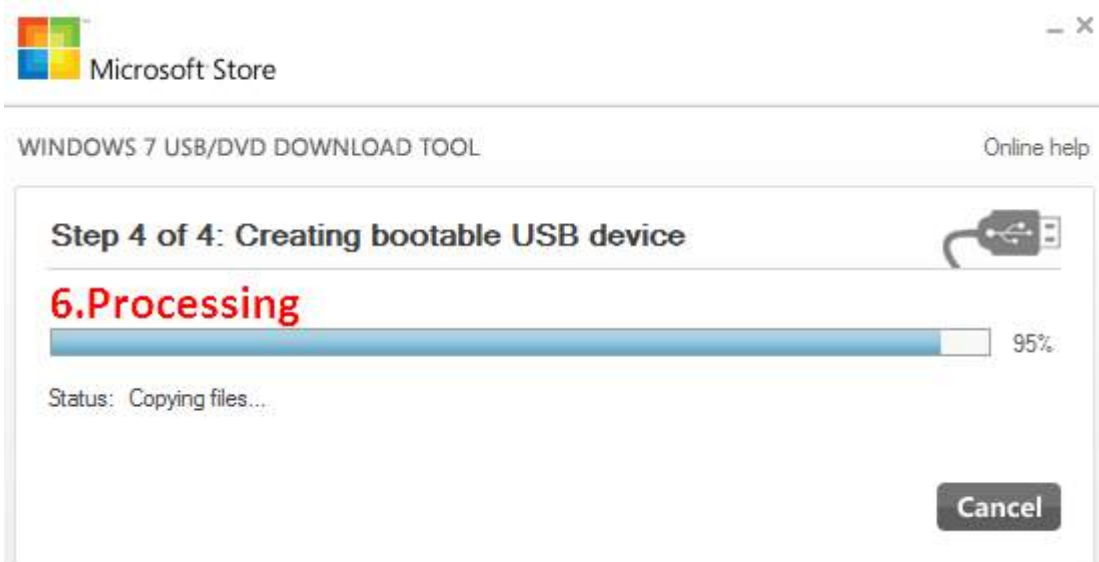 Microsoft Store
WINDOWS 7 USB/DVD DOWNLOAD TOOL
Online help
Step 4 of 4: Creating bootable USB device
6.Processing
95%
Status: Copying files...
Cancel